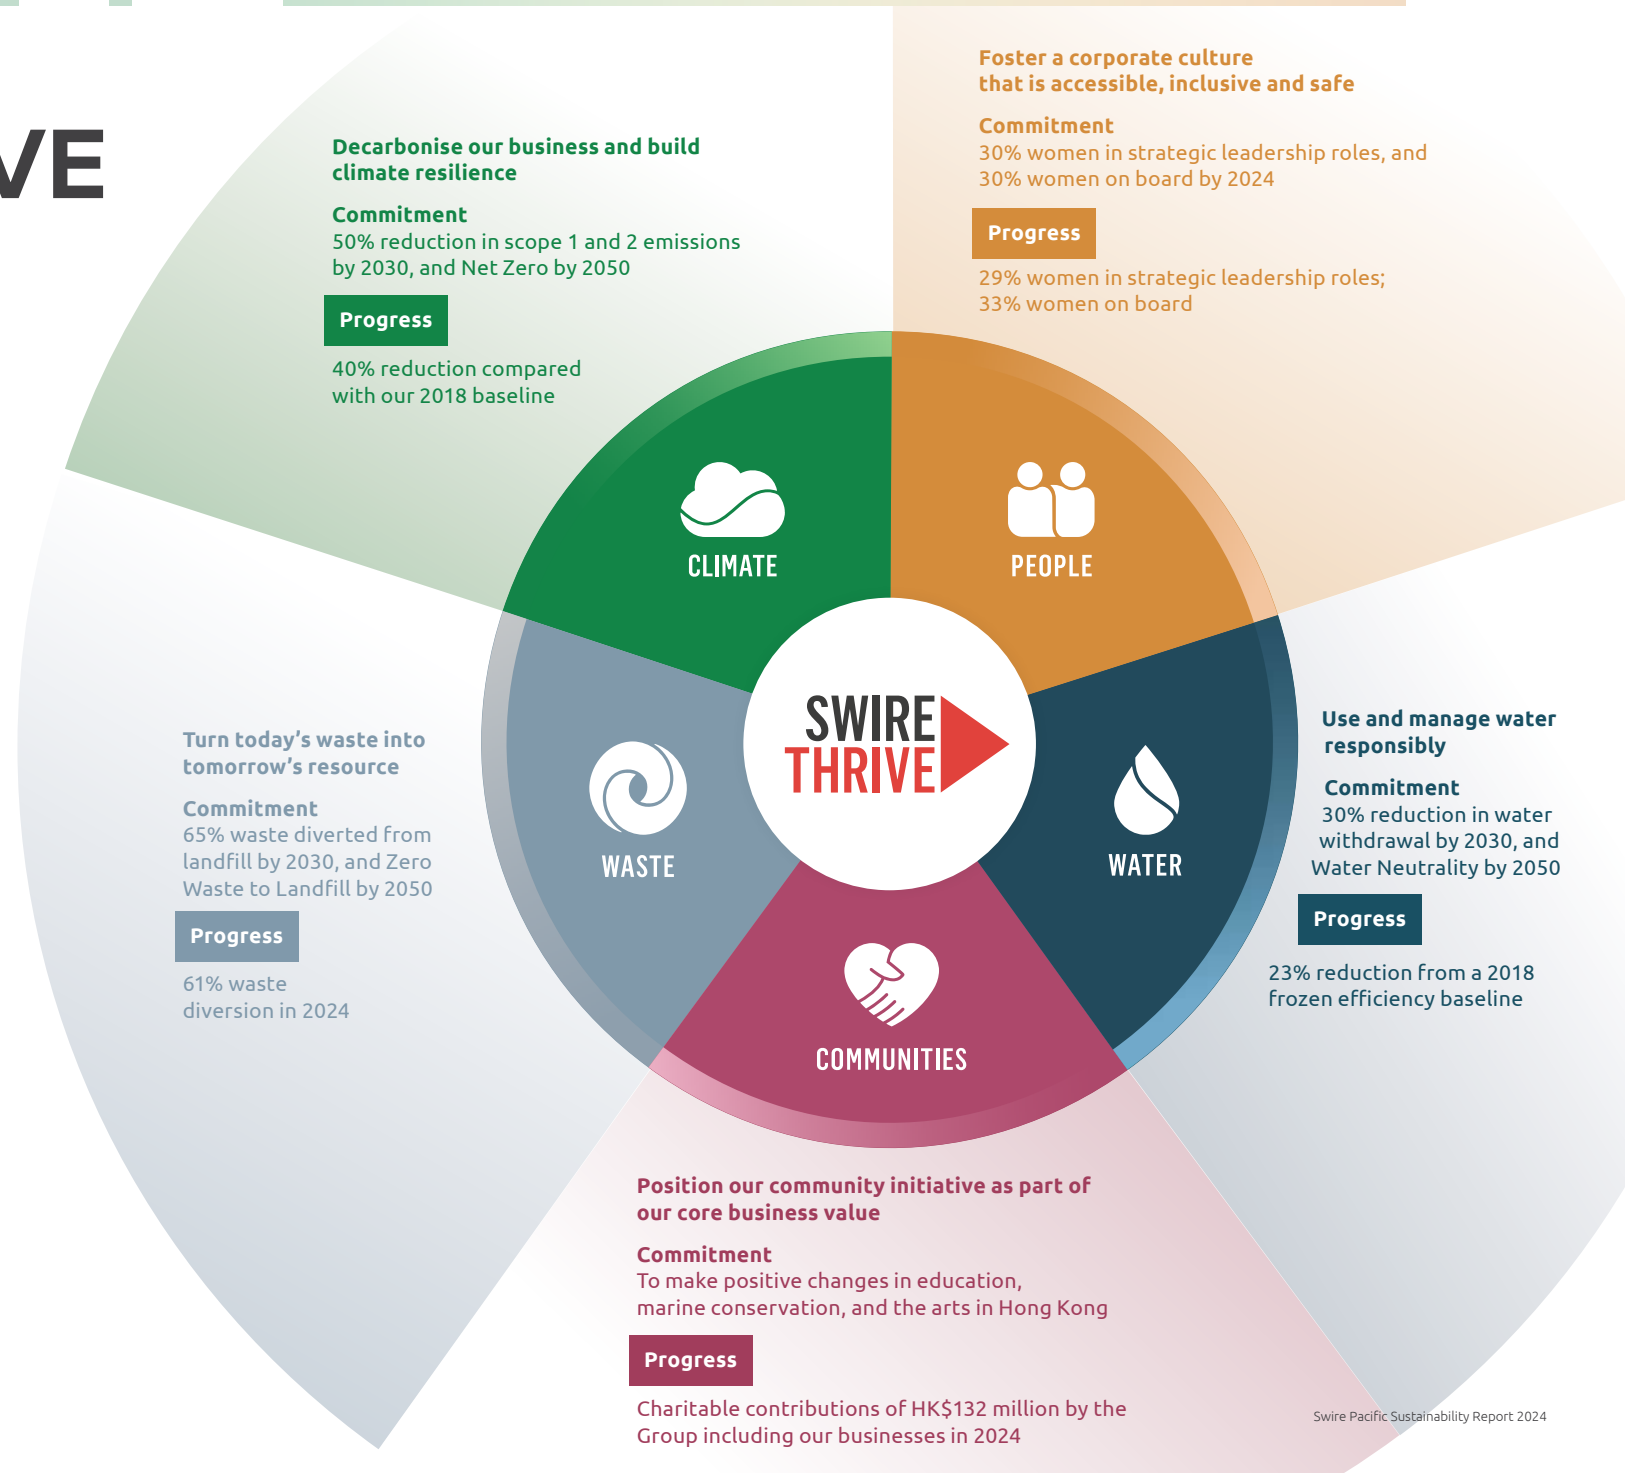 VE
Decarbonise our business and build
climate resilience
Commitment
50% reduction in scope 1 and 2 emissions
by 2030, and Net Zero by 2050
Progress
40% reduction compared
with our 2018 baseline
Foster a corporate culture
that is accessible, inclusive and safe
Commitment
30% women in strategic leadership roles, and
30% women on board by 2024
Progress
29% women in strategic leadership roles;
33% women on board
CLIMATE
PEOPLE
SWIRE
THRIVE
WASTE
WATER
COMMUNITIES
Turn today’s waste into
tomorrow’s resource
Commitment
65% waste diverted from
landfill by 2030, and Zero
Waste to Landfill by 2050
Progress
61% waste
diversion in 2024
Use and manage water
responsibly
Commitment
30% reduction in water
withdrawal by 2030, and
Water Neutrality by 2050
Progress
23% reduction from a 2018
frozen efficiency baseline
Position our community initiative as part of
our core business value
Commitment
To make positive changes in education,
marine conservation, and the arts in Hong Kong
Progress
Charitable contributions of HK$132 million by the
Group including our businesses in 2024
Swire Pacific Sustainability Report 2024